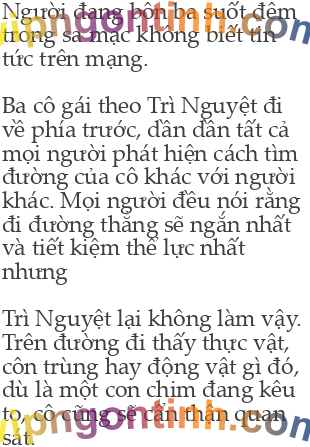 Người đang bôn ba suốt đêm
trong sa mạc không biết tin
tức trên mạng.
Ba cô gái theo Trì Nguyệt đi
về phía trước, dần dần tất cả
mọi người phát hiện cách tìm
đường của cô khác với người
khác. Mọi người đều nói rằng
đi đường thẳng sẽ ngắn nhất
và tiết kiệm thể lực nhất
nhưng
Trì Nguyệt lại không làm vậy.
Trên đường đi thấy thực vật,
côn trùng hay động vật gì đó,
dù là một con chim đang kêu
to, cô cũng sẽ cẩn thận quan
sát.
vipngontinh.com
vipngontinh.com